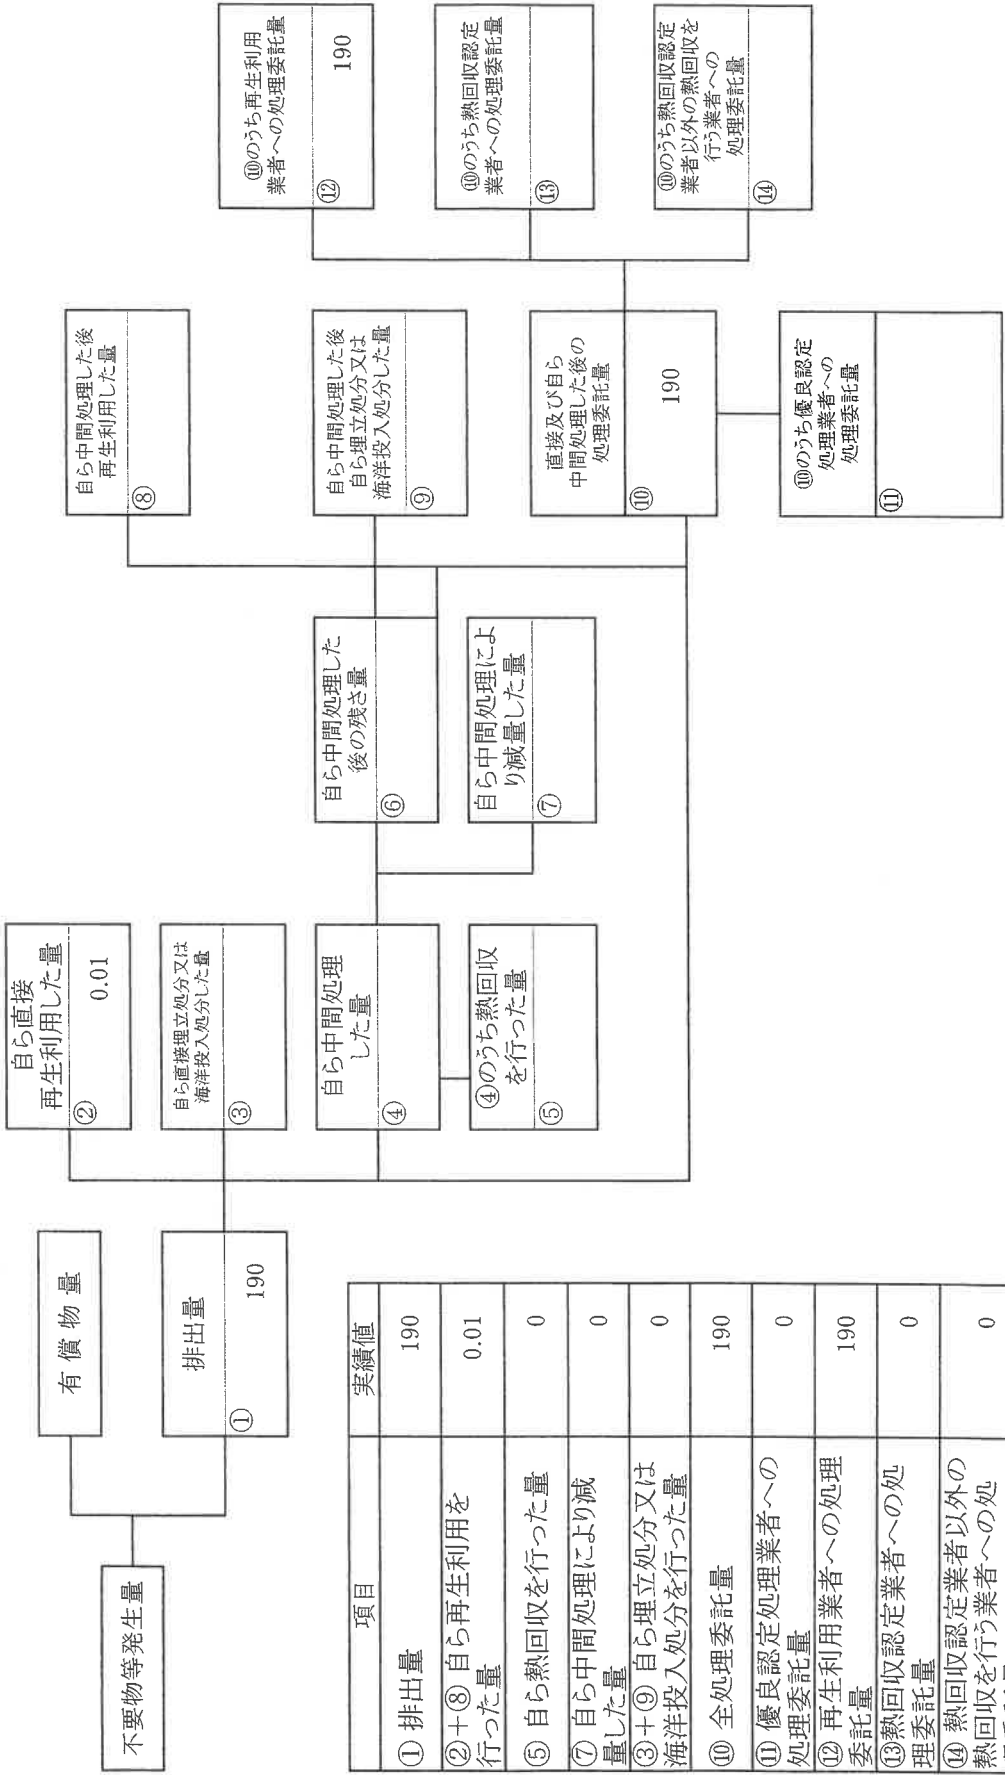 不要物等発生量
有償物量
排出量
①
190
自ら直接
再生利用した量
②
0.01
自ら直接埋立処分又は
海洋投入処分した量
③
自ら中間処理
した量
④
④のうち熱回収
を行った量
⑤
自ら中間処理した
後の残さ量
⑥
自ら中間処理によ
り減量した量
⑦
自ら中間処理した後
再生利用した量
⑧
自ら中間処理した後
自ら埋立処分又は
海洋投入処分した量
⑨
直接及び自ら
中間処理した後の
処理委託量
⑩
190
⑩のうち優良認定
処理業者への
処理委託量
⑪
⑩のうち再生利用
業者への処理委託量
⑫
190
⑩のうち熱回収認定
業者への処理委託量
⑬
⑩のうち熱回収認定
業者以外の熱回収を
行う業者への
処理委託量
⑭
項目 実績値
① 排出量 190
②+⑧ 自ら再生利用を
行った量 0.01
⑤ 自ら熱回収を行った量 0
⑦ 自ら中間処理により減
量した量 0
③+⑨ 自ら埋立処分又は
海洋投入処分を行った量 0
⑩ 全処理委託量 190
⑪ 優良認定処理業者への
処理委託量 0
⑫ 再生利用業者への処理
委託量 190
⑬熱回収認定業者への処
理委託量 0
⑭ 熱回収認定業者以外の
熱回収を行う業者への処 0